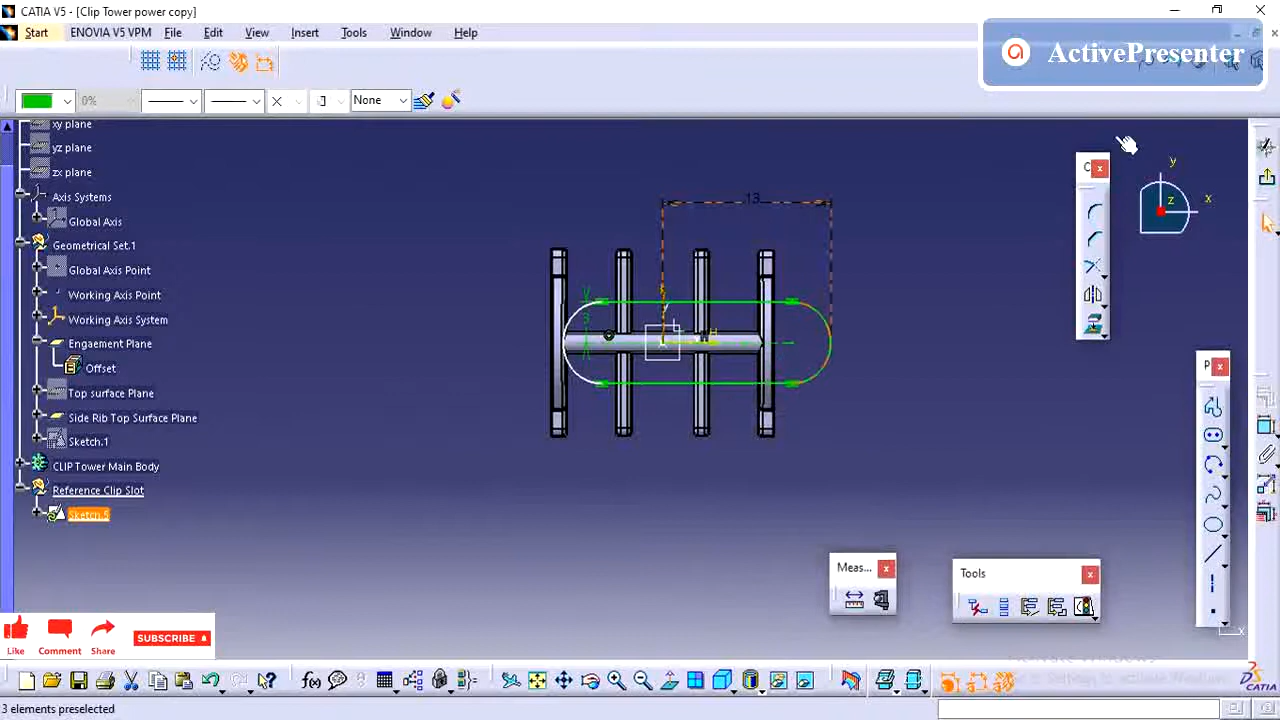 CATIA V5 - [Clip Tower power copy]
Start ENOVIA V5 VPM File Edit View Insert Tools Window Help
ActivePresenter
0% None
xy plane
yz plane
zx plane
Axis Systems
Global Axis
Geometrical Set.1
Global Axis Point
Working Axis Point
Working Axis System
Engaement Plane
Offset
Top surface Plane
Side Rib Top Surface Plane
Sketch.1
CLIP Tower Main Body
Reference Clip Slot
Sketch.5
13
V
3
H
y
x
z
C
P
Meas...
Tools
Like Comment Share SUBSCRIBE
x
CATIA
3 elements preselected